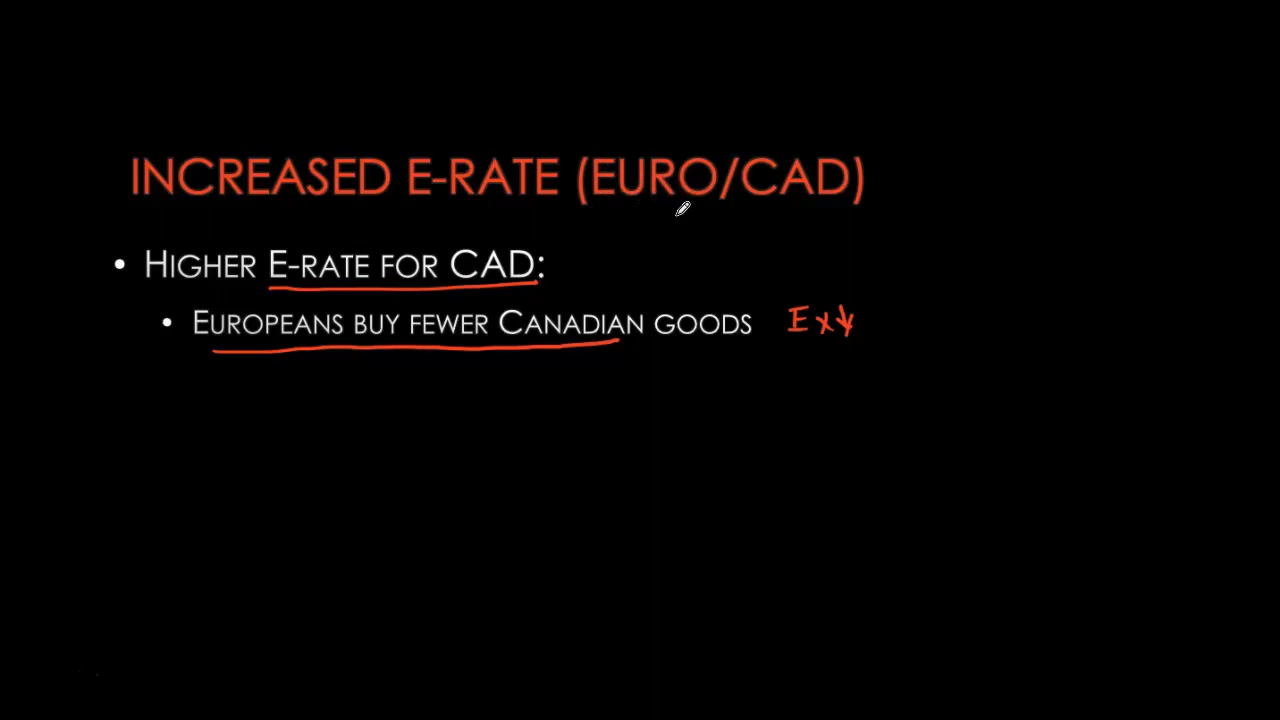 INCREASED E-RATE (EURO/CAD)
• HIGHER E-RATE FOR CAD:
• EUROPEANS BUY FEWER CANADIAN GOODS EX↓